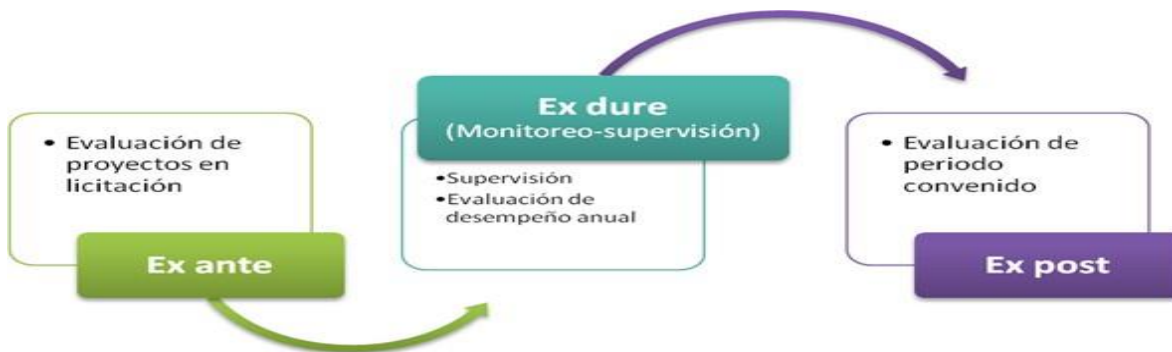 • Evaluación de
proyectos en
licitación
Ex ante
Ex dure
(Monitoreo-supervisión)
•Supervisión
•Evaluación de
desempeño anual
• Evaluación de
periodo
convenido
Ex post